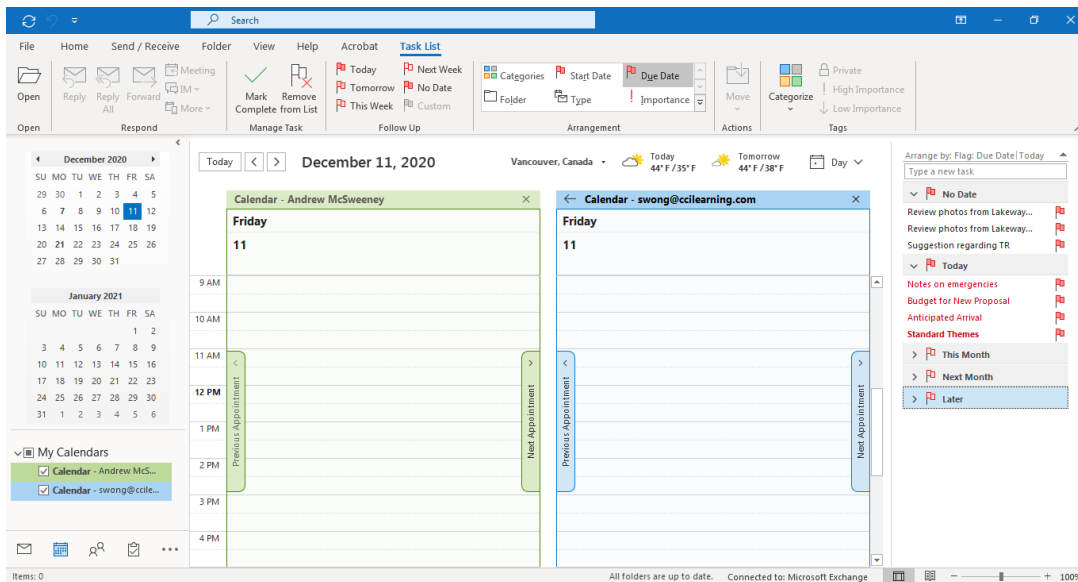 Search
File Home Send / Receive Folder View Help Acrobat Task List
Open
Reply
Reply All
Forward
Meeting
IM
More
Mark Complete
Remove from List
Today
Tomorrow
This Week
Next Week
No Date
Custom
Categories
Start Date
Due Date
Folder
Type
Importance
Move
Categorize
Private
High Importance
Low Importance
Open Respond Manage Task Follow Up Arrangement Actions Tags
December 2020
SU MO TU WE TH FR SA
29 30 1 2 3 4 5
6 7 8 9 10 11 12
13 14 15 16 17 18 19
20 21 22 23 24 25 26
27 28 29 30 31
January 2021
SU MO TU WE TH FR SA
1 2
3 4 5 6 7 8 9
10 11 12 13 14 15 16
17 18 19 20 21 22 23
24 25 26 27 28 29 30
31 1 2 3 4 5 6
My Calendars
Calendar - Andrew McS...
Calendar - swong@ccile...
Today
December 11, 2020
Vancouver, Canada
Today
44° F / 35° F
Tomorrow
44° F / 38° F
Day
Calendar - Andrew McSweeney
Friday
11
Calendar - swong@ccilearning.com
Friday
11
9 AM
10 AM
11 AM
12 PM
1 PM
2 PM
3 PM
4 PM
Previous Appointment
Next Appointment
Previous Appointment
Next Appointment
Arrange by: Flag: Due Date Today
Type a new task
No Date
Review photos from Lakeway...
Review photos from Lakeway...
Suggestion regarding TR
Today
Notes on emergencies
Budget for New Proposal
Anticipated Arrival
Standard Themes
This Month
Next Month
Later
Items: 0
All folders are up to date. Connected to: Microsoft Exchange
100%